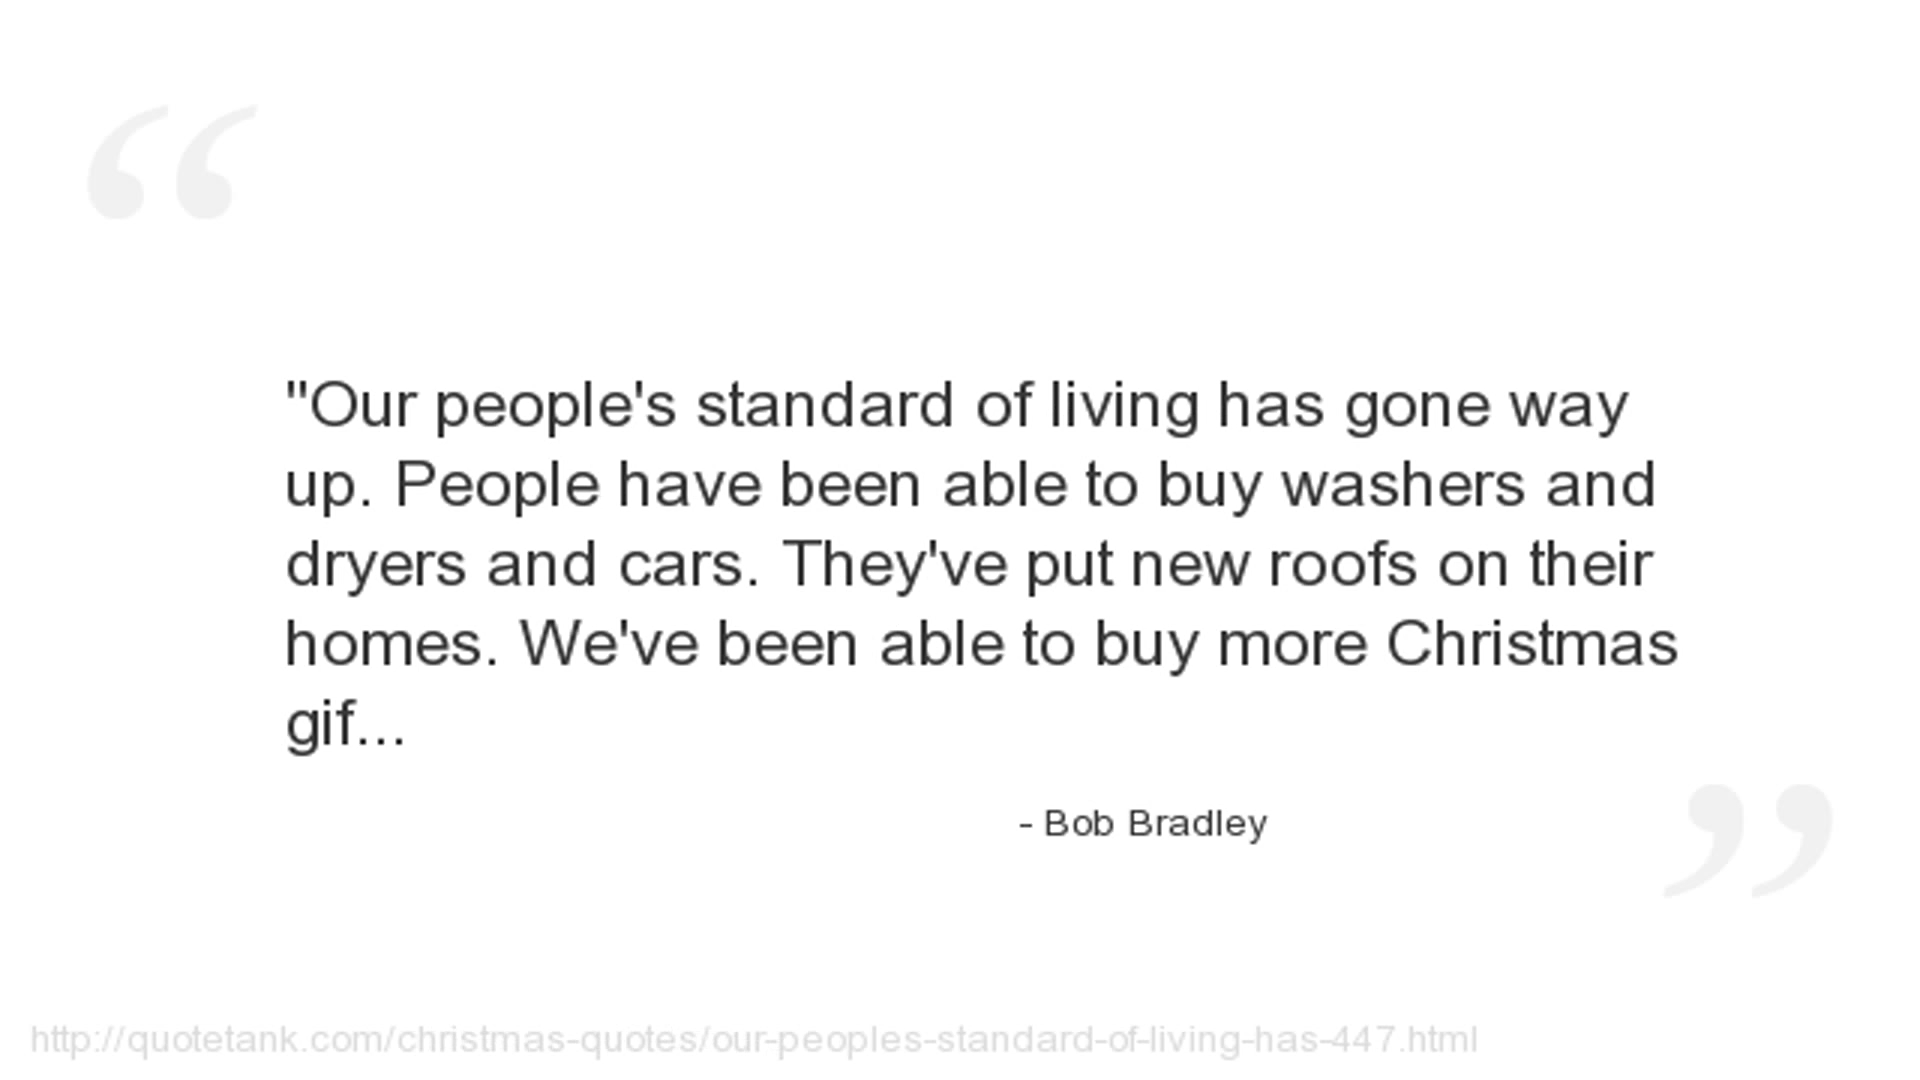 "Our people's standard of living has gone way
up. People have been able to buy washers and
dryers and cars. They've put new roofs on their
homes. We've been able to buy more Christmas
gif...
- Bob Bradley
http://quotetank.com/christmas-quotes/our-peoples-standard-of-living-has-447.html